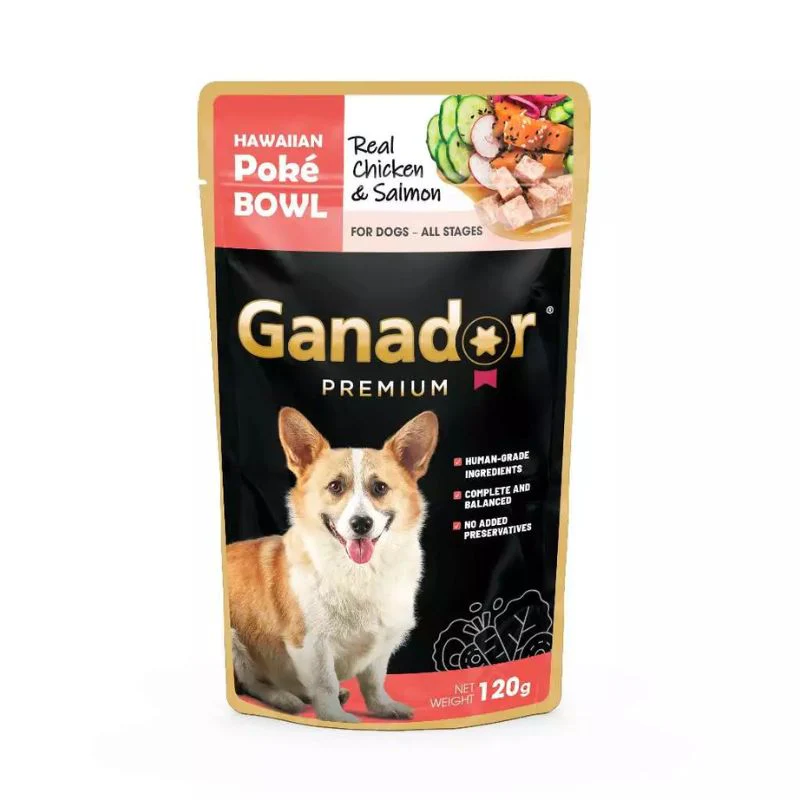 HAWAIIAN
Poké
BOWL
Real
Chicken
& Salmon
FOR DOGS – ALL STAGES
Ganador®
PREMIUM
HUMAN-GRADE
INGREDIENTS
COMPLETE AND
BALANCED
NO ADDED
PRESERVATIVES
NET
WEIGHT 120g